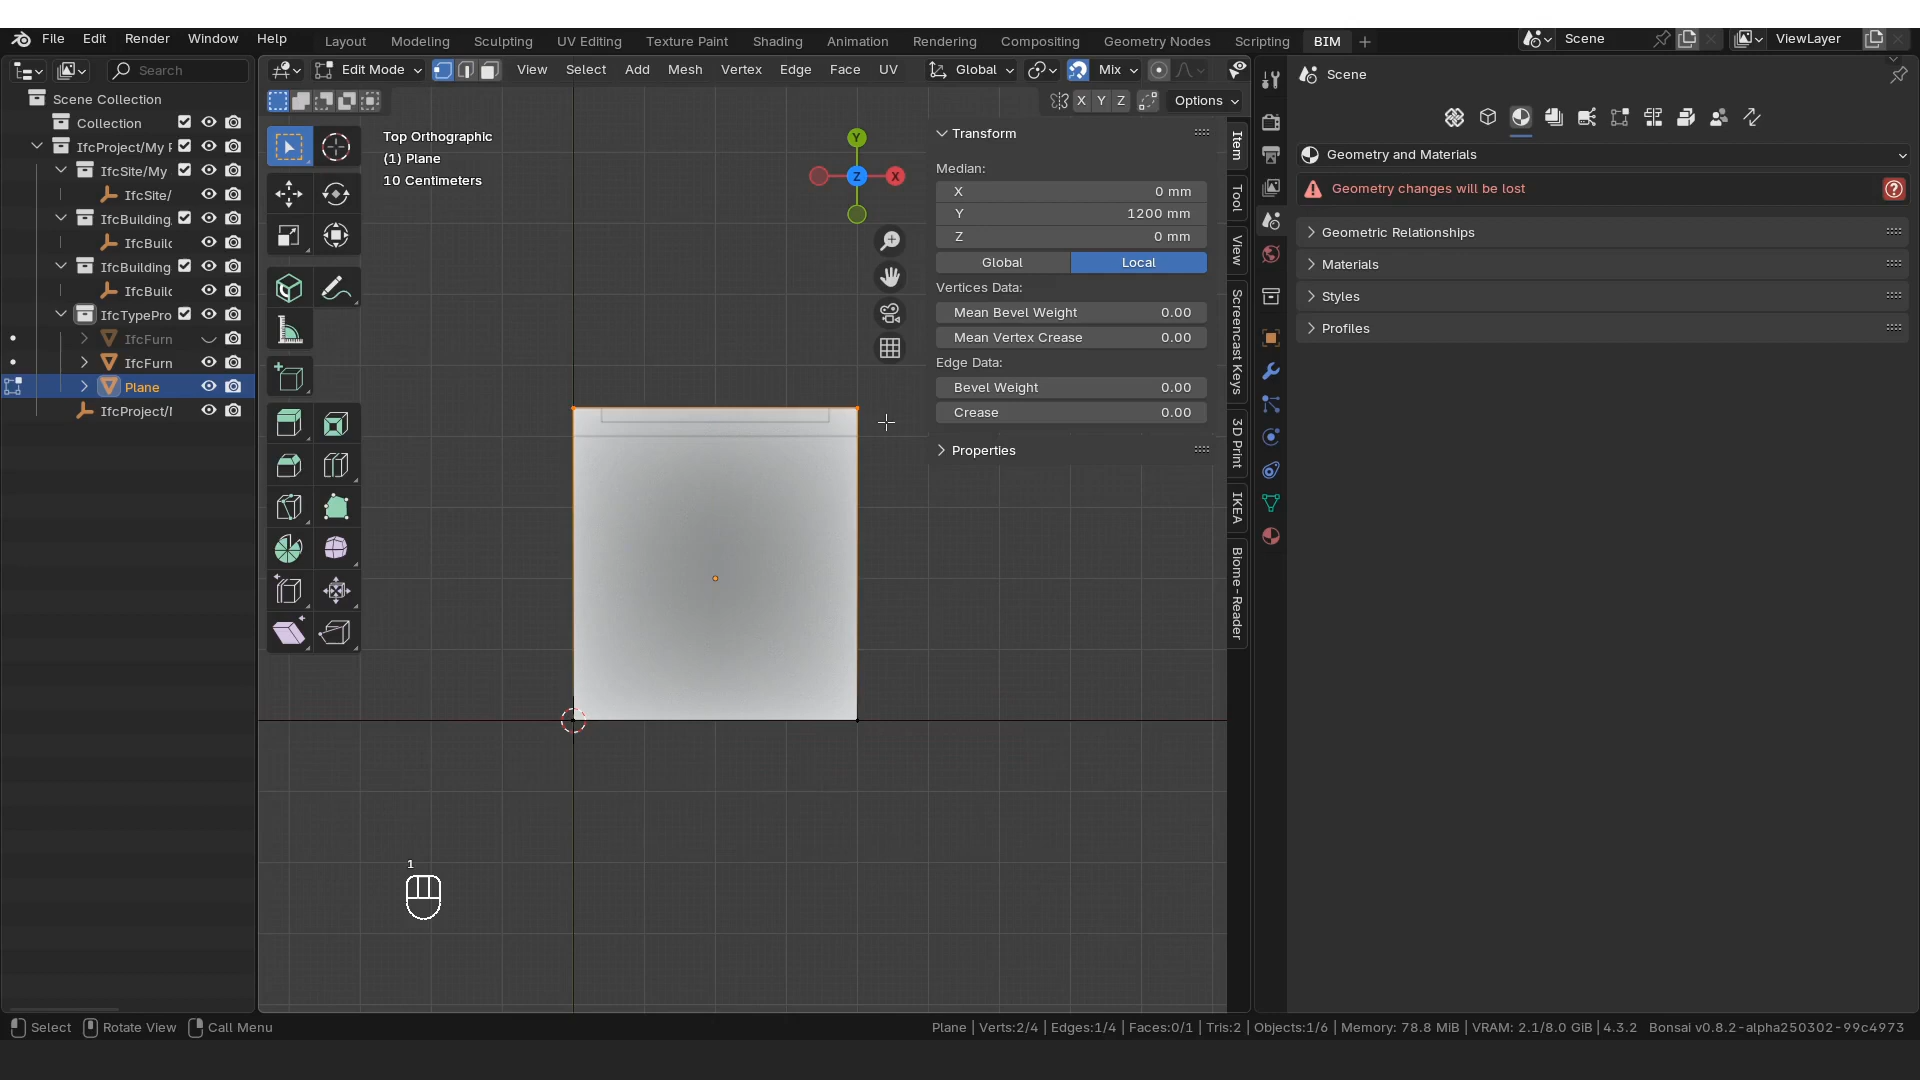 File Edit Render Window Help
Layout Modeling Sculpting UV Editing Texture Paint Shading Animation Rendering Compositing Geometry Nodes Scripting BIM
Scene
ViewLayer
Search
Edit Mode
View Select Add Mesh Vertex Edge Face UV
Global
Mix
X Y Z
Options
Scene Collection
Collection
IfcProject/My
IfcSite/My
IfcSite/
IfcBuilding
IfcBuilc
IfcBuilding
IfcBuilc
IfcTypePro
IfcFurn
IfcFurn
Plane
IfcProject/
Top Orthographic
(1) Plane
10 Centimeters
Y
Z
X
Transform
Median:
X 0 mm
Y 1200 mm
Z 0 mm
Global Local
Vertices Data:
Mean Bevel Weight 0.00
Mean Vertex Crease 0.00
Edge Data:
Bevel Weight 0.00
Crease 0.00
Properties
Item
Tool
View
Screencast Keys
3D Print
IKEA
Biome-Reader
Scene
Geometry and Materials
Geometry changes will be lost
Geometric Relationships
Materials
Styles
Profiles
1
Select Rotate View Call Menu
Plane | Verts:2/4 | Edges:1/4 | Faces:0/1 | Tris:2 | Objects:1/6 | Memory: 78.8 MiB | VRAM: 2.1/8.0 GiB | 4.3.2 Bonsai v0.8.2-alpha250302-99c4973